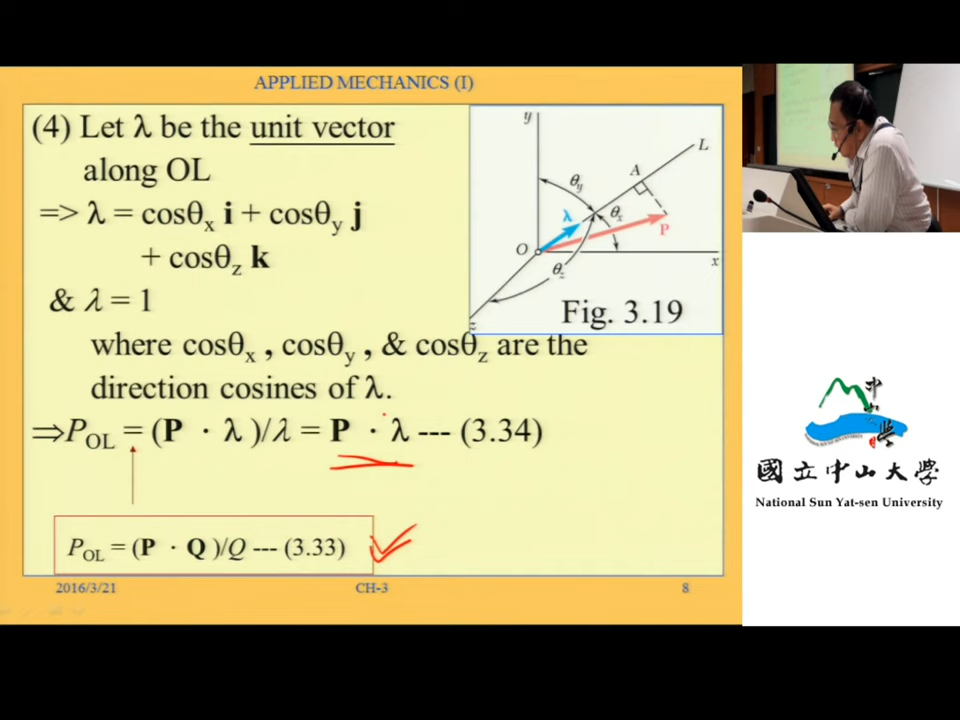 APPLIED MECHANICS (I)
(4) Let λ be the unit vector
along OL
=> λ = cosθx i + cosθy j
+ cosθz k
& λ = 1
where cosθx , cosθy , & cosθz are the
direction cosines of λ.
⇒POL = (P · λ )/λ = P · λ --- (3.34)
POL = (P · Q )/Q --- (3.33)
y
L
A
θy
λ
θx
P
O
x
θz
z
Fig. 3.19
2016/3/21
CH-3
8
國立中山大學
National Sun Yat-sen University